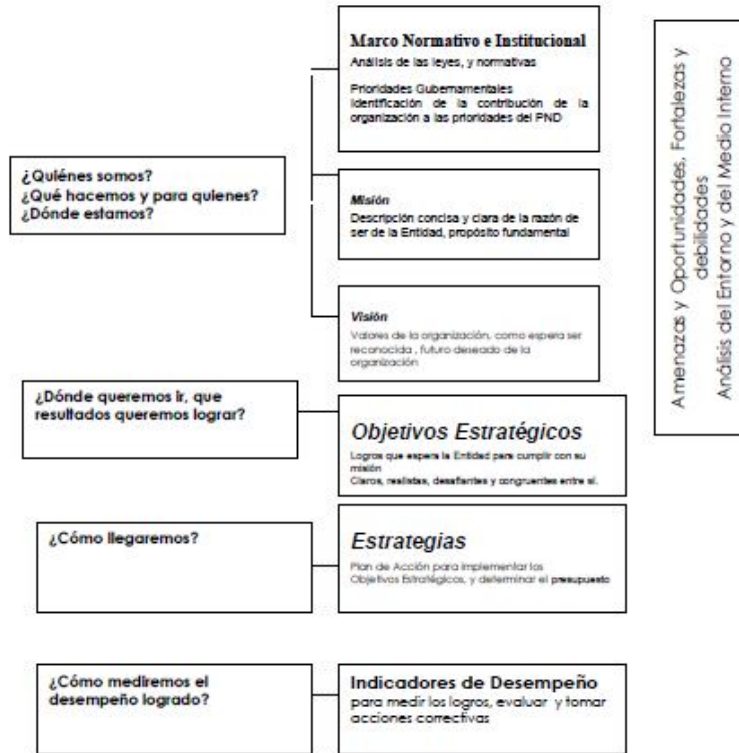 ¿Quiénes somos?
¿Qué hacemos y para quienes?
¿Dónde estamos?
Marco Normativo e Institucional
Análisis de las leyes, y normativas
Prioridades Gubernamentales
Identificación de la contribución de la
organización a las prioridades del PND
Misión
Descripción concisa y clara de la razón de
ser de la Entidad, propósito fundamental
Visión
Valores de la organización, como espera ser
reconocida , futuro deseado de la
organización
¿Dónde queremos ir, que
resultados queremos lograr?
Objetivos Estratégicos
Logros que espera la Entidad para cumplir con su
misión
Claros, realistas, desafiantes y congruentes entre sí.
¿Cómo llegaremos?
Estrategias
Plan de Acción para implementar los
Objetivos Estratégicos, y determinar el presupuesto
¿Cómo mediremos el
desempeño logrado?
Indicadores de Desempeño
para medir los logros, evaluar y tomar
acciones correctivas
Amenazas y Oportunidades, Fortalezas y
debilidades
Análisis del Entorno y del Medio Interno